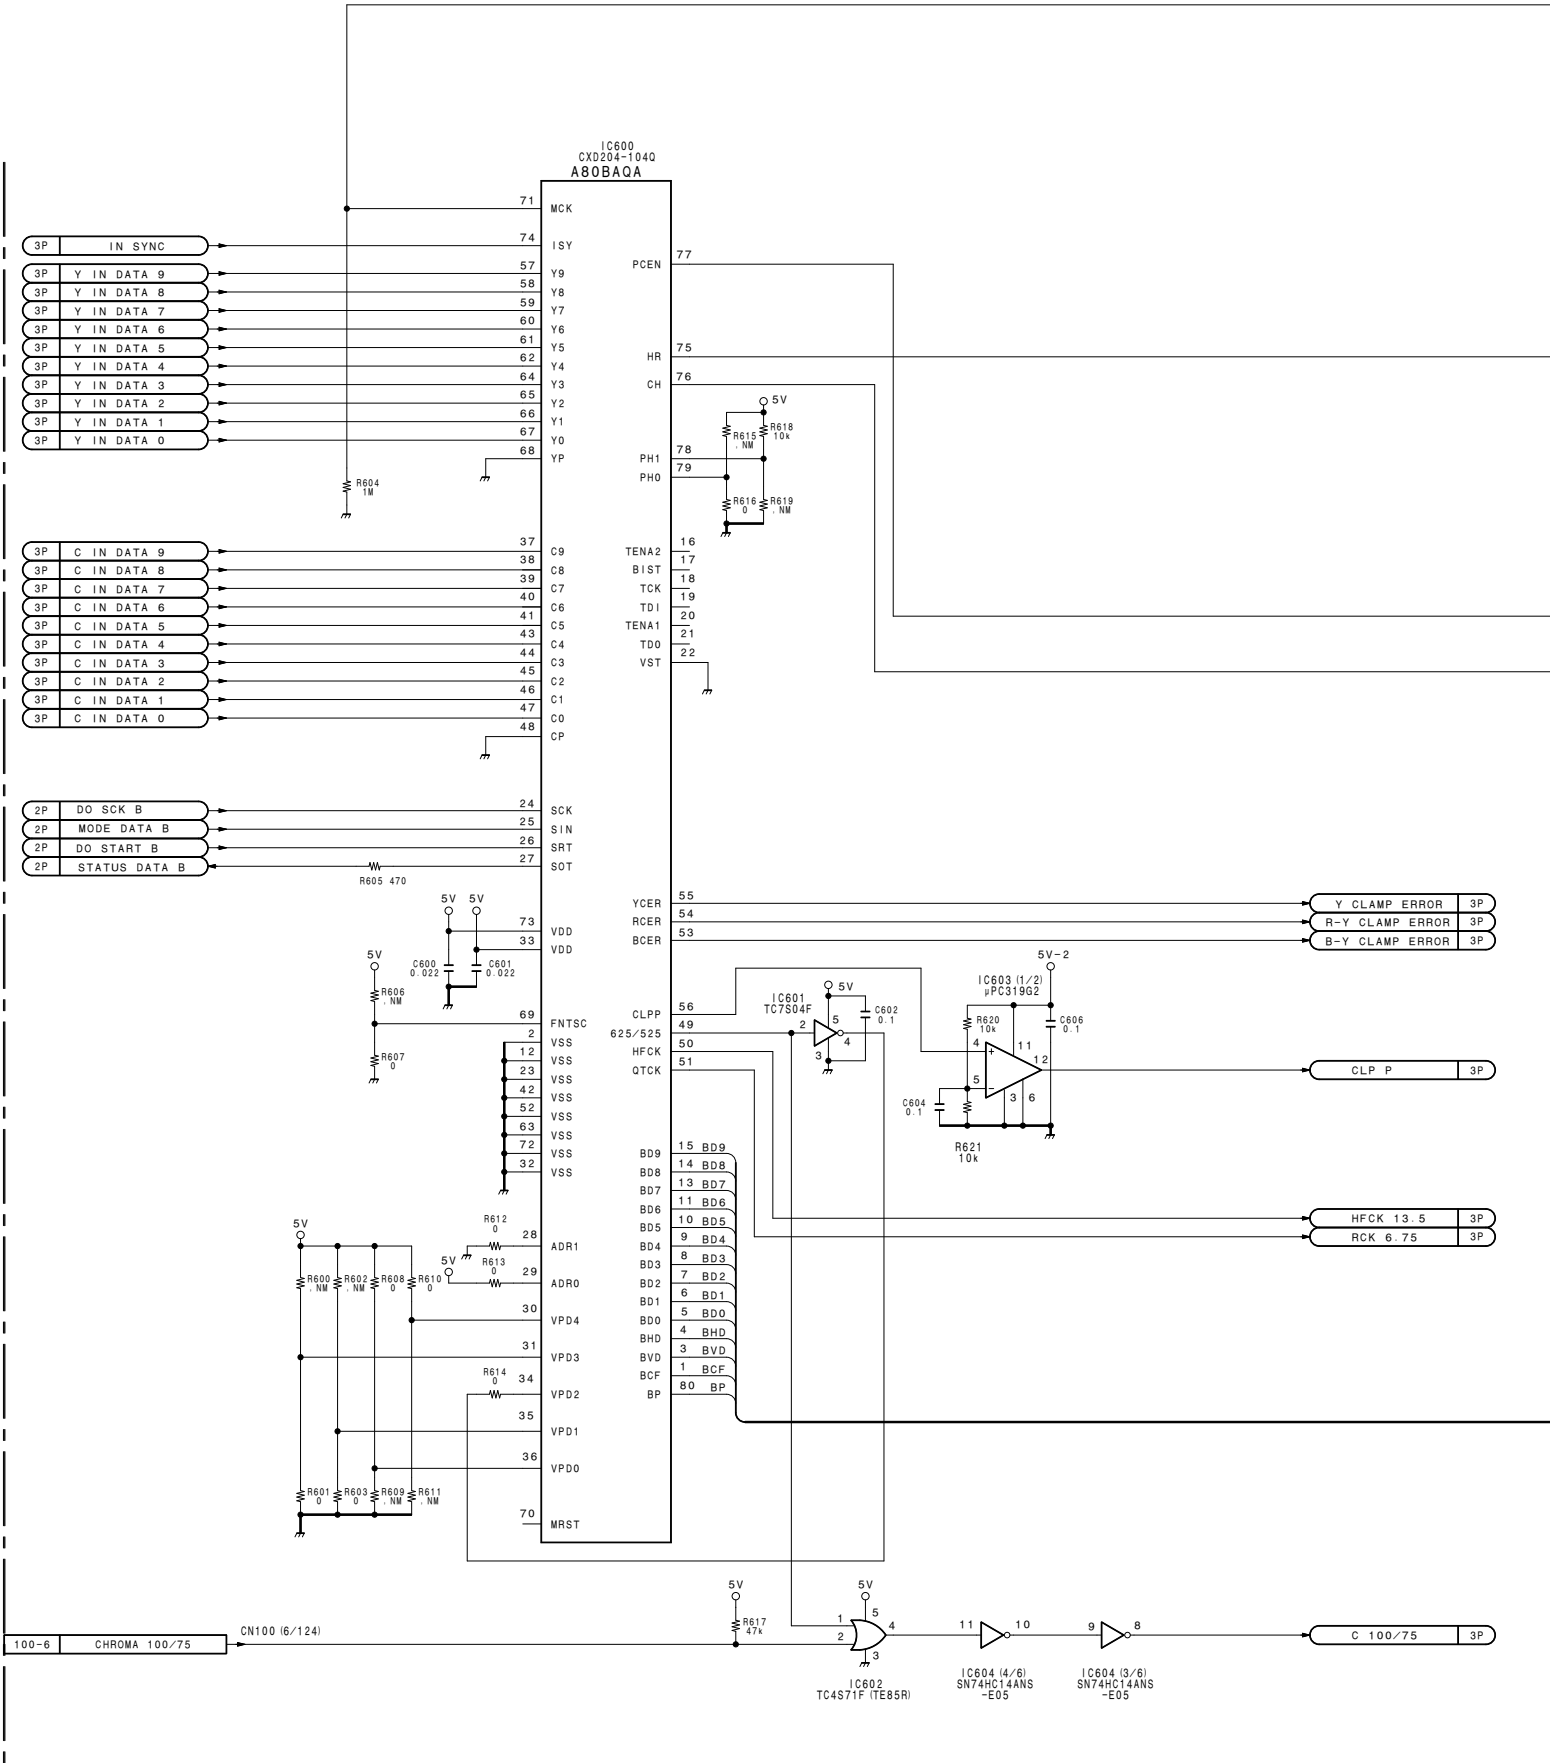 IC600
CXD204-104Q
A80BAQA
71 MCK
3P IN SYNC 74 ISY
77 PCEN
3P Y IN DATA 9 57 Y9
3P Y IN DATA 8 58 Y8
3P Y IN DATA 7 59 Y7
3P Y IN DATA 6 60 Y6
3P Y IN DATA 5 61 Y5
75 HR
3P Y IN DATA 4 62 Y4
3P Y IN DATA 3 64 Y3
76 CH
3P Y IN DATA 2 65 Y2
5V
3P Y IN DATA 1 66 Y1
R615 .NM
R618 10k
3P Y IN DATA 0 67 Y0
68 YP
78 PH1
79 PH0
R604
1M
R616 0
R619 .NM
3P C IN DATA 9 37 C9
16 TENA2
3P C IN DATA 8 38 C8
17 BIST
3P C IN DATA 7 39 C7
18 TCK
3P C IN DATA 6 40 C6
19 TDI
3P C IN DATA 5 41 C5
20 TENA1
3P C IN DATA 4 43 C4
21 TDO
3P C IN DATA 3 44 C3
22 VST
3P C IN DATA 2 45 C2
3P C IN DATA 1 46 C1
3P C IN DATA 0 47 C0
48 CP
2P DO SCK B 24 SCK
2P MODE DATA B 25 SIN
2P DO START B 26 SRT
2P STATUS DATA B 27 SOT
R605 470
5V 5V
YCER 55 Y CLAMP ERROR 3P
RCER 54 R-Y CLAMP ERROR 3P
BCER 53 B-Y CLAMP ERROR 3P
73 VDD
33 VDD
5V
C600 0.022
C601 0.022
R606 .NM
5V-2
IC603 (1/2)
µPC319G2
IC601
TC7S04F
5V
C602 0.1
R620 10k
C606 0.1
69 FNTSC
CLPP 56
625/525 49 2 5 4 3
HFCK 50
QTCK 51
R607 0
4 + 11 12
5 − 3 6
CLP P 3P
C604 0.1
R621
10k
2 VSS
12 VSS
23 VSS
42 VSS
52 VSS
63 VSS
72 VSS
32 VSS
BD9 15 BD9
BD8 14 BD8
BD7 13 BD7
BD6 11 BD6
BD5 10 BD5
BD4 9 BD4
BD3 8 BD3
BD2 7 BD2
BD1 6 BD1
BD0 5 BD0
BHD 4 BHD
BVD 3 BVD
BCF 1 BCF
BP 80 BP
HFCK 13.5 3P
RCK 6.75 3P
5V
R612 0
28 ADR1
5V
R613 0
29 ADR0
R600 .NM
R602 .NM
R608 0
R610 0
30 VPD4
31 VPD3
R614 0
34 VPD2
35 VPD1
36 VPD0
R601 0
R603 0
R609 .NM
R611 .NM
70 MRST
5V
5V
R617 47k
CN100 (6/124)
100-6 CHROMA 100/75
1 2 5 4 3
11 10 9 8
C 100/75 3P
IC602
TC4S71F (TE85R)
IC604 (4/6)
SN74HC14ANS
-E05
IC604 (3/6)
SN74HC14ANS
-E05